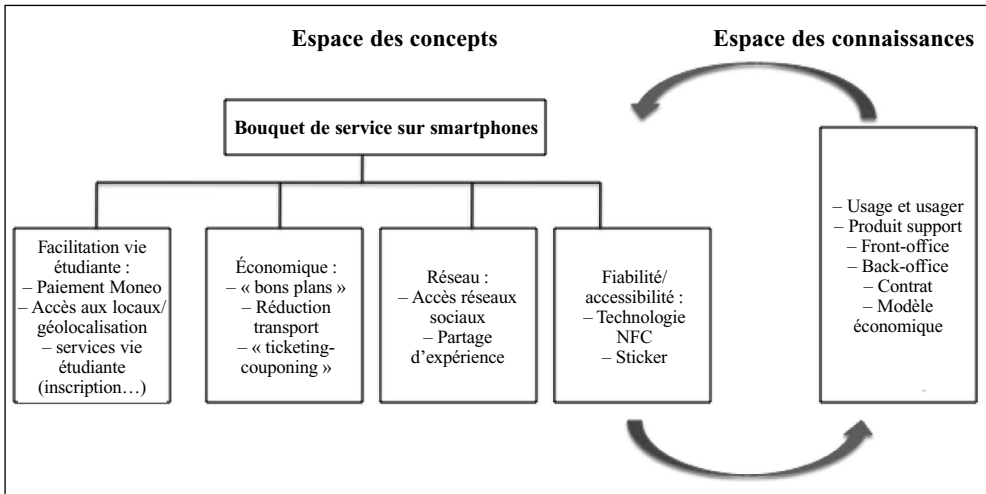 Espace des concepts
Espace des connaissances
Bouquet de service sur smartphones
Facilitation vie
étudiante :
– Paiement Moneo
– Accès aux locaux/
géolocalisation
– services vie
étudiante
(inscription…)
Économique :
– « bons plans »
– Réduction
transport
– « ticketing-
couponing »
Réseau :
– Accès réseaux
sociaux
– Partage
d’expérience
Fiabilité/
accessibilité :
– Technologie
NFC
– Sticker
– Usage et usager
– Produit support
– Front-office
– Back-office
– Contrat
– Modèle
économique